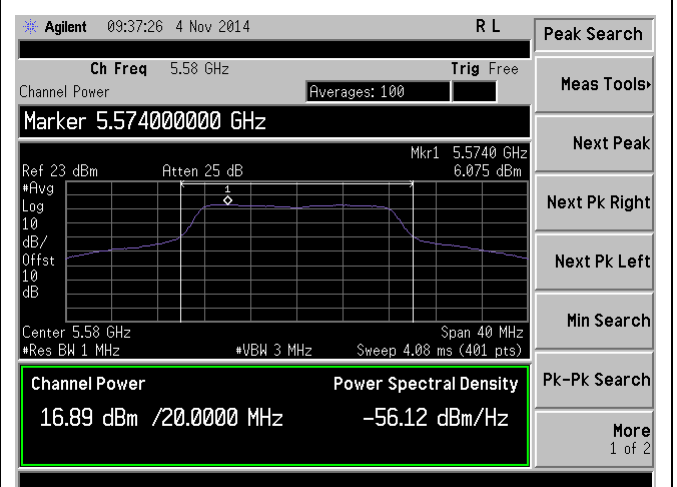 Agilent 09:37:26 4 Nov 2014 R L
Peak Search
Ch Freq 5.58 GHz Trig Free
Channel Power Averages: 100
Meas Tools
Marker 5.574000000 GHz
Next Peak
Mkr1 5.5740 GHz
Ref 23 dBm Atten 25 dB 6.075 dBm
#Avg
Log
10
dB/
Offst
10
dB
1
Next Pk Right
Next Pk Left
Min Search
Center 5.58 GHz Span 40 MHz
#Res BW 1 MHz #VBW 3 MHz Sweep 4.08 ms (401 pts)
Channel Power Power Spectral Density
Pk-Pk Search
16.89 dBm /20.0000 MHz -56.12 dBm/Hz
More
1 of 2